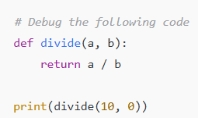 # Debug the following code
def divide(a, b):
    return a / b
print(divide(10, 0))